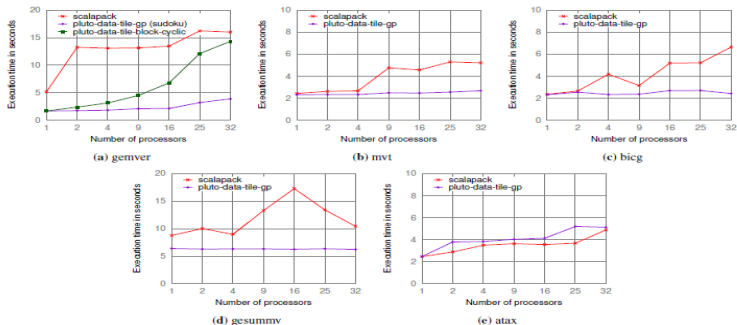 scalapack
pluto-data-tile-gp (sudoku)
pluto-data-tile-block-cyclic
Execution time in seconds
20
15
10
5
0
1 2 4 9 16 25 32
Number of processors
(a) gemver
scalapack
pluto-data-tile-gp
Execution time in seconds
10
8
6
4
2
0
1 2 4 9 16 25 32
Number of processors
(b) mvt
scalapack
pluto-data-tile-gp
Execution time in seconds
10
8
6
4
2
0
1 2 4 9 16 25 32
Number of processors
(c) bicg
scalapack
pluto-data-tile-gp
Execution time in seconds
20
15
10
5
0
1 2 4 9 16 25 32
Number of processors
(d) gesummv
scalapack
pluto-data-tile-gp
Execution time in seconds
10
8
6
4
2
0
1 2 4 9 16 25 32
Number of processors
(e) atax